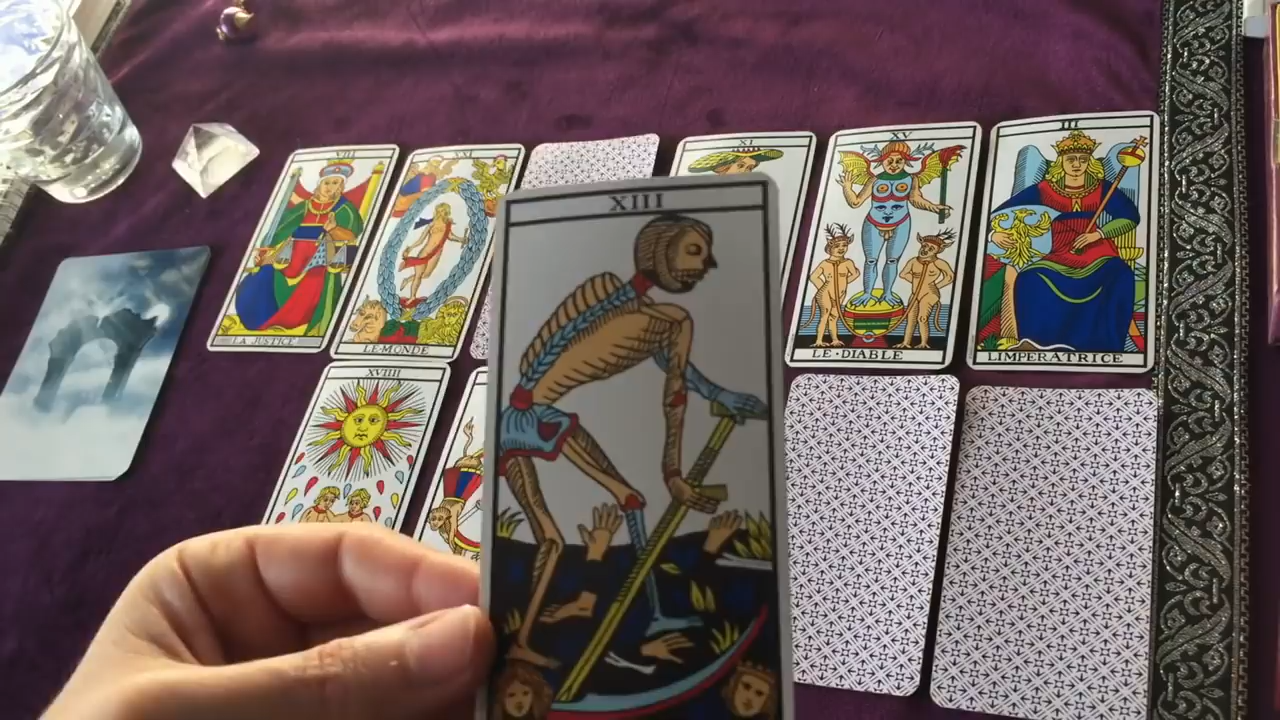 VIII
LA JUSTICE
XXI
LE MONDE
XI
XV
LE·DIABLE
III
LIMPERATRICE
XVIIII
XIII